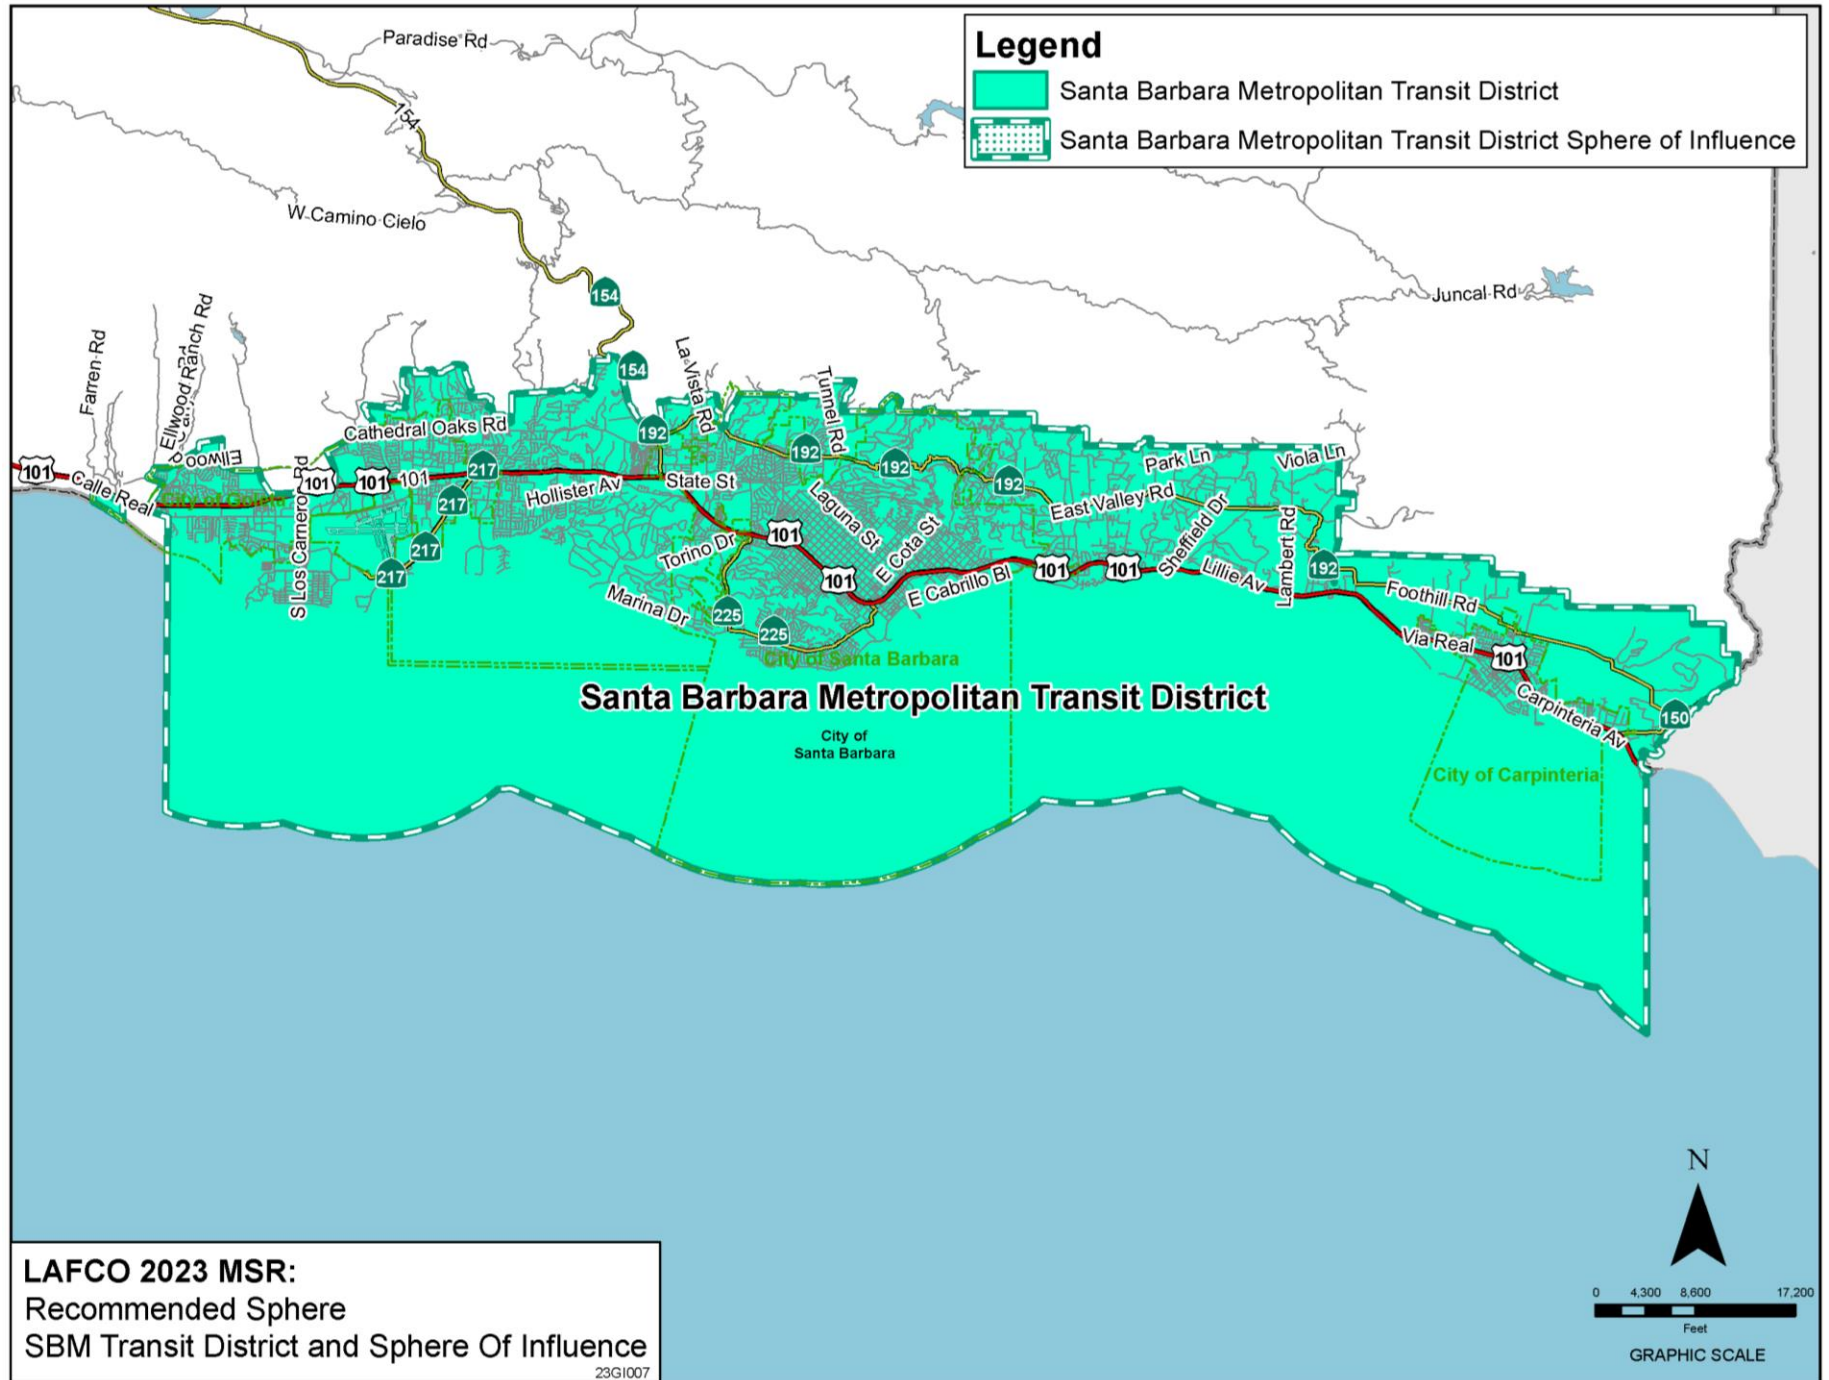 Legend
Santa Barbara Metropolitan Transit District
Santa Barbara Metropolitan Transit District Sphere of Influence
Paradise Rd
154
W Camino Cielo
154
Juncal Rd
154
Farren Rd
Ellwood Ranch Rd
La Vista Rd
Tunnel Rd
Cathedral Oaks Rd
192
192
192
192
Park Ln
Viola Ln
101
Calle Real
Ellwoo
City of Goleta
S Los Carneros Rd
101
101
101
217
217
217
217
Hollister Av
State St
Laguna St
East Valley Rd
Torino Dr
101
E Cota St
Sheffield Dr
Lambert Rd
101
E Cabrillo Bl
101
101
Lillie Av
192
Marina Dr
225
225
Foothill Rd
Via Real
101
City of Santa Barbara
Santa Barbara Metropolitan Transit District
City of
Santa Barbara
Carpinteria Av
150
City of Carpinteria
N
0 4,300 8,600 17,200
Feet
GRAPHIC SCALE
LAFCO 2023 MSR:
Recommended Sphere
SBM Transit District and Sphere Of Influence
23GI007